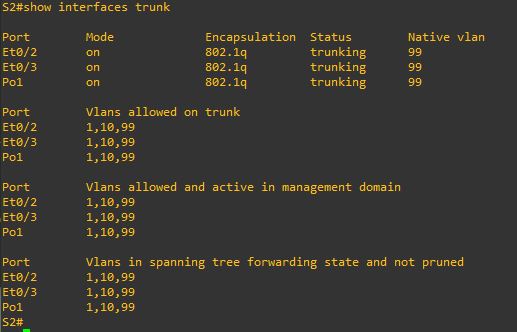 S2#show interfaces trunk
Port Mode Encapsulation Status Native vlan
Et0/2 on 802.1q trunking 99
Et0/3 on 802.1q trunking 99
Po1 on 802.1q trunking 99
Port Vlans allowed on trunk
Et0/2 1,10,99
Et0/3 1,10,99
Po1 1,10,99
Port Vlans allowed and active in management domain
Et0/2 1,10,99
Et0/3 1,10,99
Po1 1,10,99
Port Vlans in spanning tree forwarding state and not pruned
Et0/2 1,10,99
Et0/3 1,10,99
Po1 1,10,99
S2#